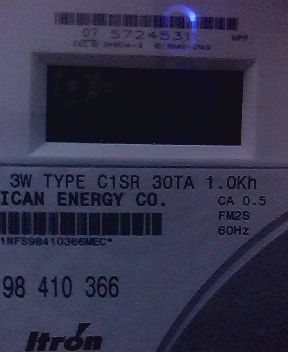 07 57245311
3W TYPE C1SR 30TA 1.0Kh
ICAN ENERGY CO.
CA 0.5
FM2S
60Hz
1NFS98410366MEC*
98 410 366
Itron